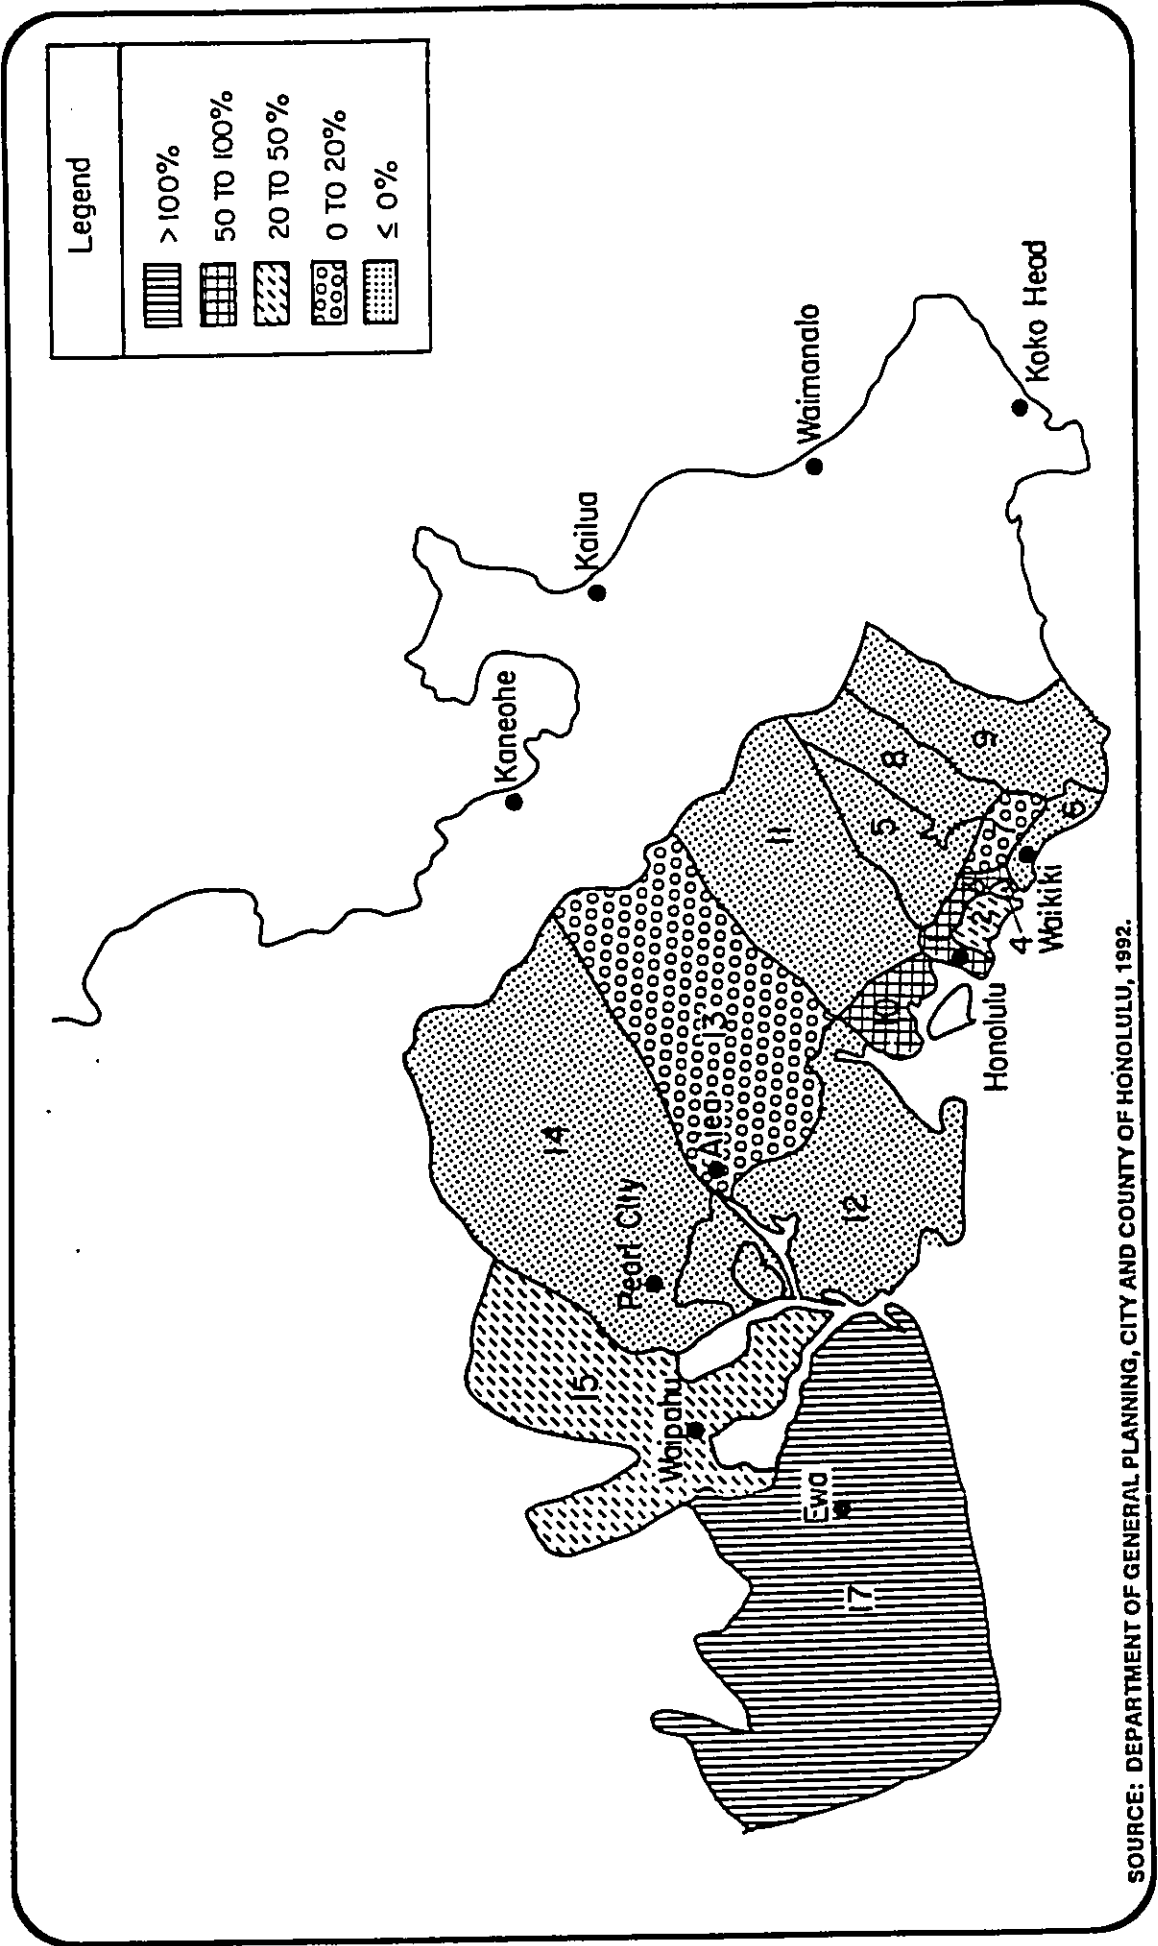 Legend
>100%
50 TO 100%
20 TO 50%
0 TO 20%
≤ 0%
Kaneohe
Kailua
Waimanalo
Koko Head
14
15
Pearl City
Aiea
13
11
Waipahu
5
8
9
6
12
10
2
4
Waikiki
Honolulu
Ewa
17
SOURCE: DEPARTMENT OF GENERAL PLANNING, CITY AND COUNTY OF HONOLULU, 1992.